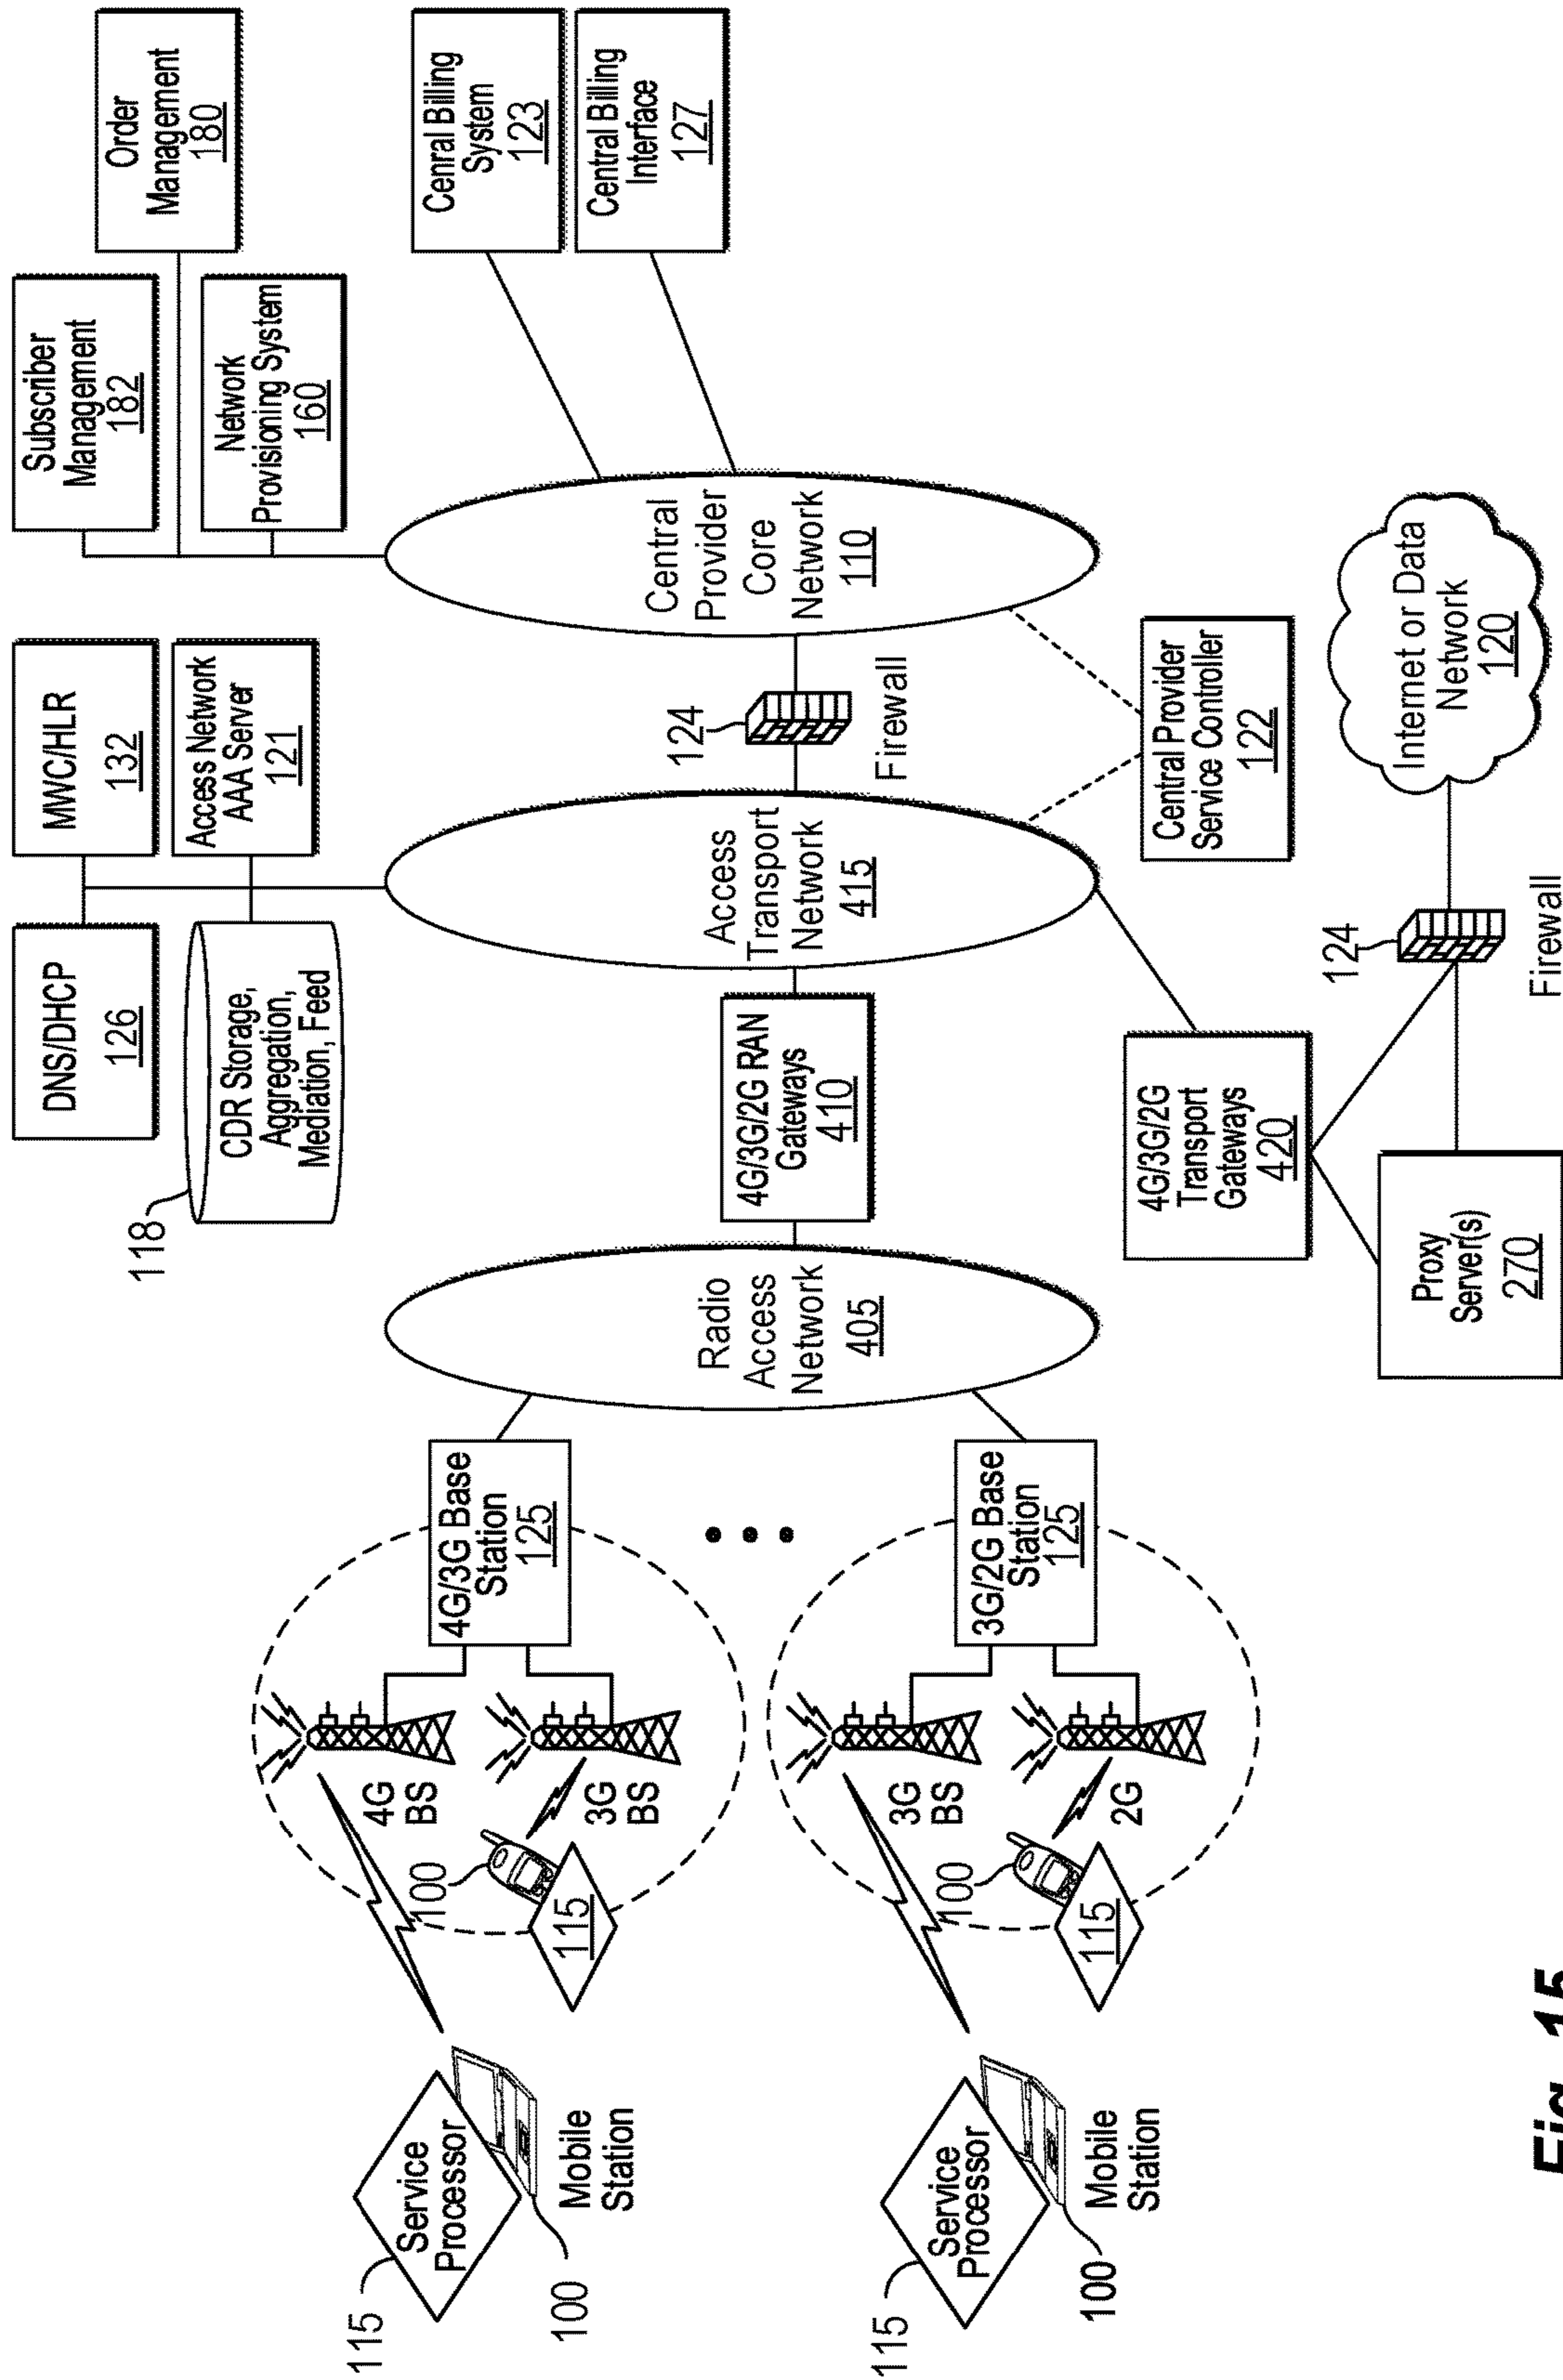 Subscriber
Management
182
Order
Management
180
Network
Provisioning System
160
DNS/DHCP
126
MWC/HLR
132
118
CDR Storage,
Aggregation,
Mediation, Feed
Access Network
AAA Server
121
Cenral Billing
System
123
Central Billing
Interface
127
115
Service
Processor
100
Mobile
Station
4G
BS
100
3G
BS
115
4G/3G Base
Station
125
Radio
Access
Network
405
4G/3G/2G RAN
Gateways
410
Access
Transport
Network
415
124
Firewall
Central
Provider
Core
Network
110
115
Service
Processor
100
Mobile
Station
3G
BS
100
2G
115
3G/2G Base
Station
125
4G/3G/2G
Transport
Gateways
420
Central Provider
Service Controller
122
Proxy
Server(s)
270
124
Firewall
Internet or Data
Network
120
Fig. 15